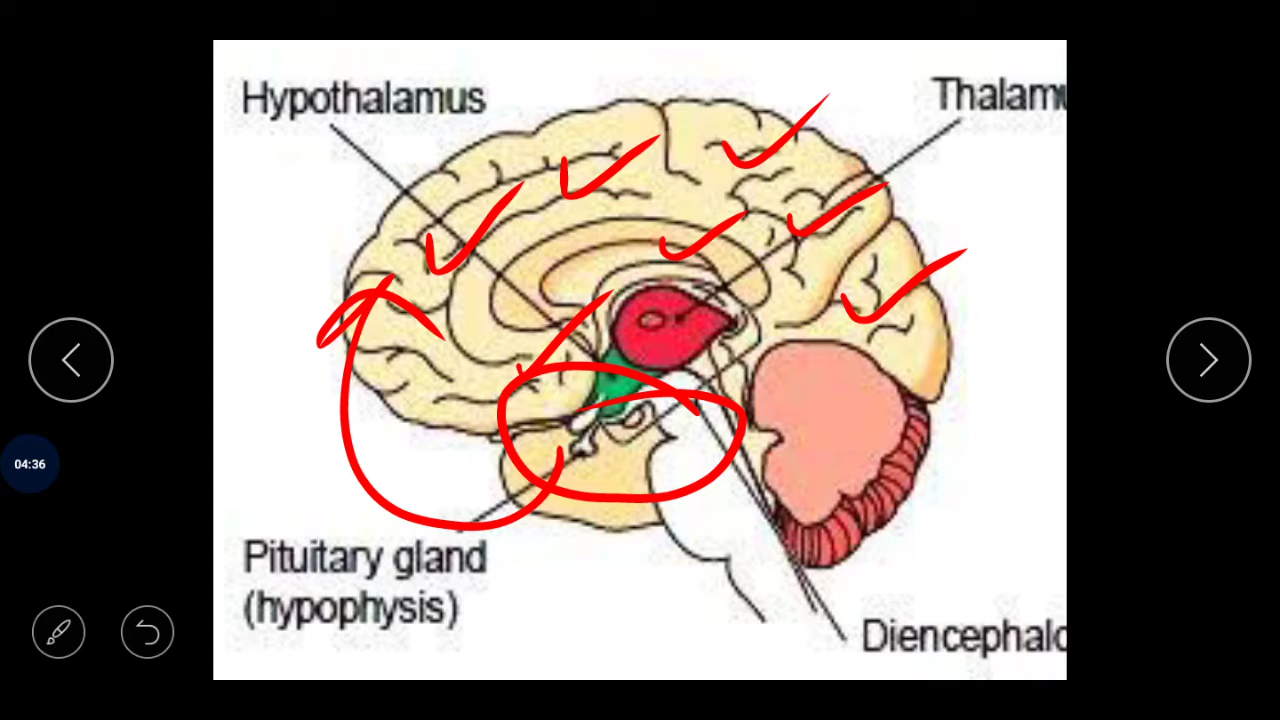 Hypothalamus
Thalamu
04:36
Pituitary gland
(hypophysis)
Diencephalo